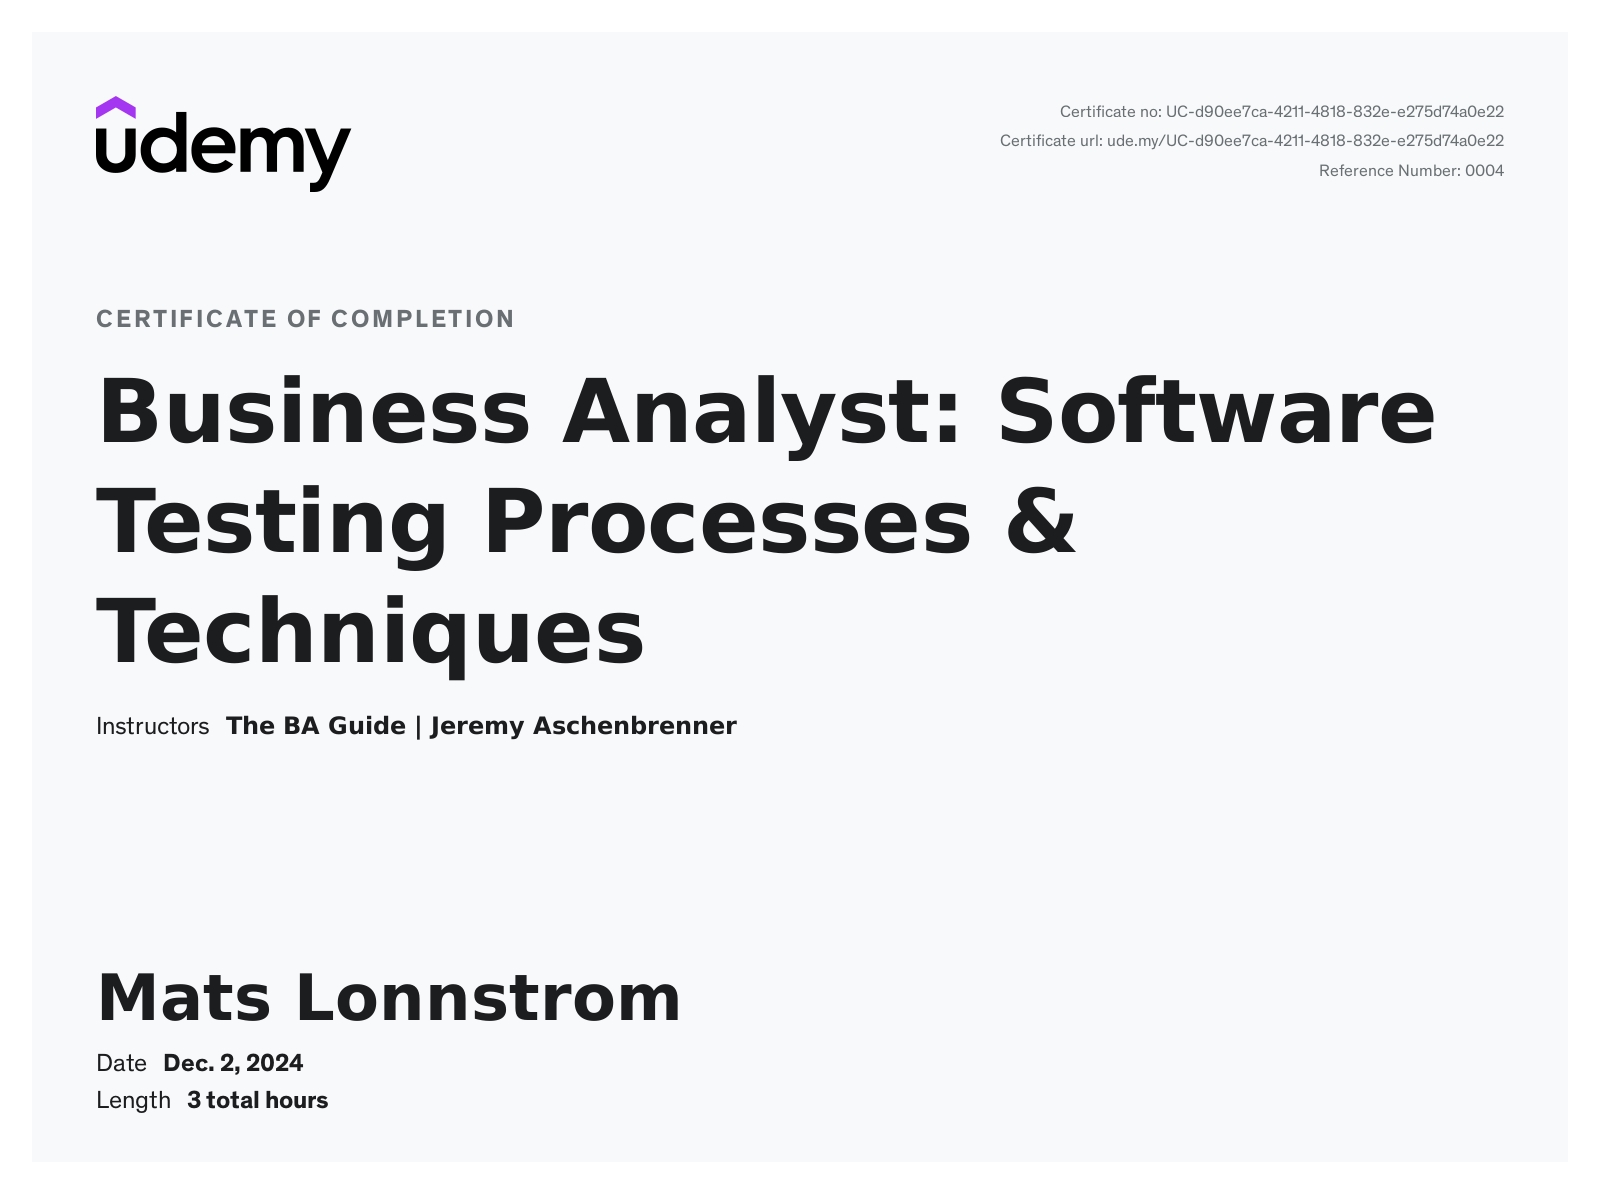 udemy
Certificate no: UC-d90ee7ca-4211-4818-832e-e275d74a0e22
Certificate url: ude.my/UC-d90ee7ca-4211-4818-832e-e275d74a0e22
Reference Number: 0004
CERTIFICATE OF COMPLETION
Business Analyst: Software
Testing Processes &
Techniques
Instructors The BA Guide | Jeremy Aschenbrenner
Mats Lonnstrom
Date Dec. 2, 2024
Length 3 total hours